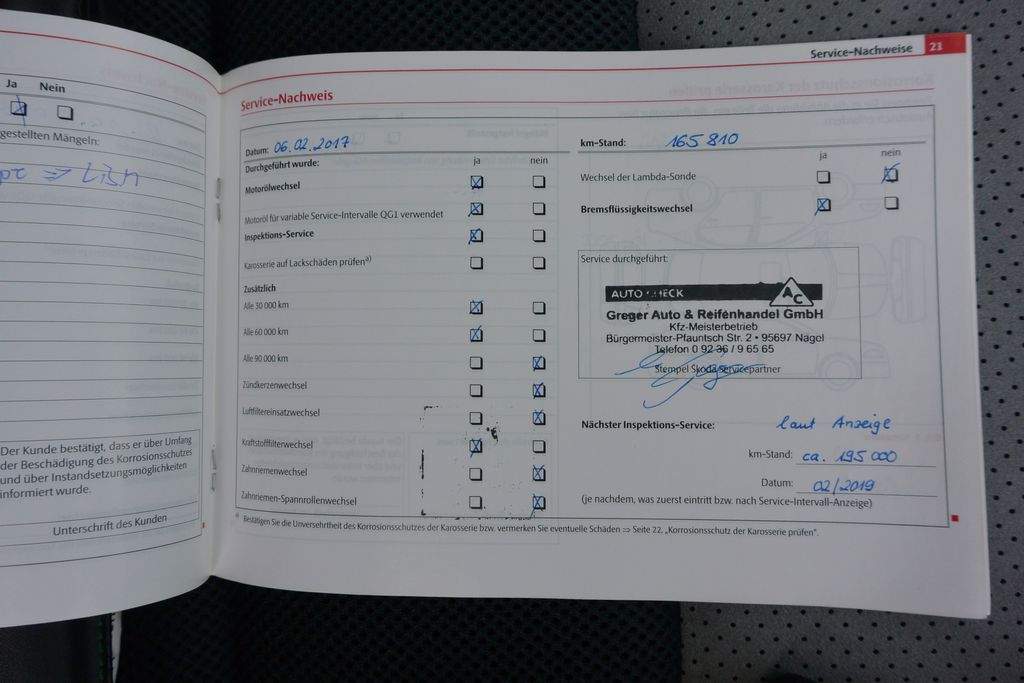 Ja Nein
gestellten Mängeln:
Der Kunde bestätigt, dass er über Umfang
der Beschädigung des Korrosionsschutzes
und über Instandsetzungsmöglichkeiten
informiert wurde.
Unterschrift des Kunden
Service-Nachweise 23
Service-Nachweis
Datum: 06.02.2017
Durchgeführt wurde: ja nein
Motorölwechsel
Motoröl für variable Service-Intervalle QG1 verwendet
Inspektions-Service
Karosserie auf Lackschäden prüfen a)
Zusätzlich
Alle 30 000 km
Alle 60 000 km
Alle 90 000 km
Zündkerzenwechsel
Luftfiltereinsatzwechsel
Kraftstofffilterwechsel
Zahnriemenwechsel
Zahnriemen-Spannrollenwechsel
km-Stand: 165 810
ja nein
Wechsel der Lambda-Sonde
Bremsflüssigkeitswechsel
Service durchgeführt:
AUTO CHECK AC
Greger Auto & Reifenhandel GmbH
Kfz-Meisterbetrieb
Bürgermeister-Pfauntsch Str. 2 • 95697 Nagel
Telefon 0 92 36 / 9 65 65
Stempel Škoda-Servicepartner
Nächster Inspektions-Service: laut Anzeige
km-Stand: ca. 195 000
Datum: 02/2019
(je nachdem, was zuerst eintritt bzw. nach Service-Intervall-Anzeige)
a) Bestätigen Sie die Unversehrtheit des Korrosionsschutzes der Karosserie bzw. vermerken Sie eventuelle Schäden ⇒ Seite 22, „Korrosionsschutz der Karosserie prüfen“.